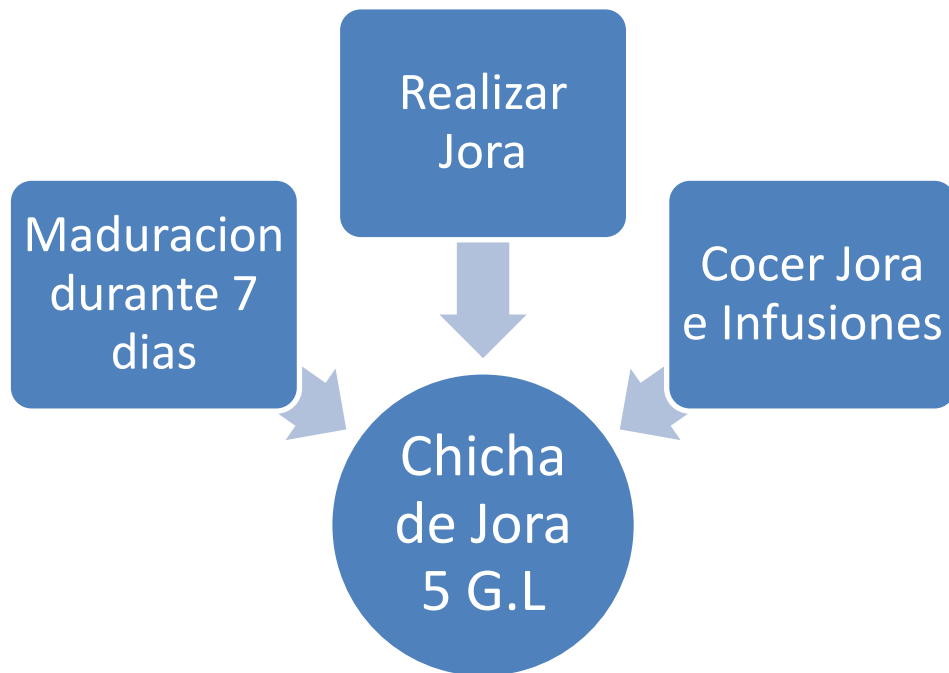 Realizar
Jora
Maduracion
durante 7
dias
Cocer Jora
e Infusiones
Chicha
de Jora
5 G.L